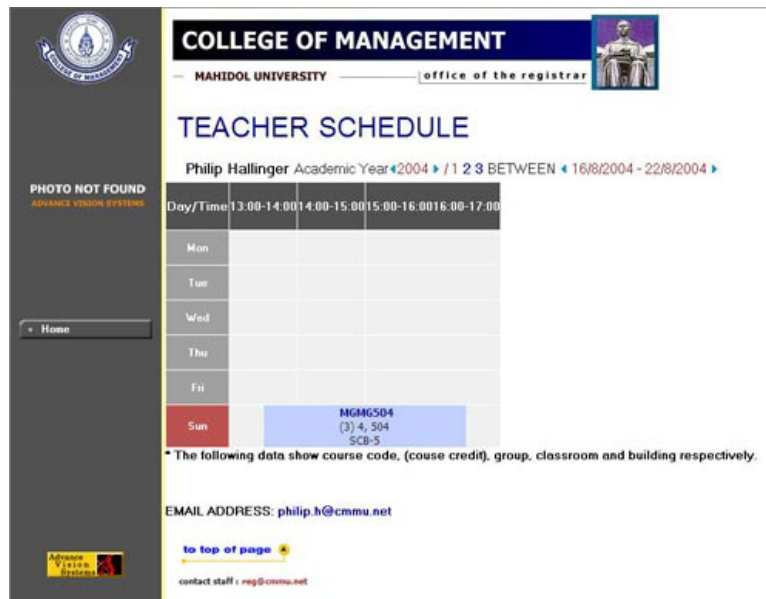 COLLEGE OF MANAGEMENT
MAHIDOL UNIVERSITY office of the registrar
COLLEGE OF MANAGEMENT
TEACHER SCHEDULE
Philip Hallinger Academic Year 2004 / 1 2 3 BETWEEN 16/8/2004 - 22/8/2004
PHOTO NOT FOUND
ADVANCE VISION SYSTEMS
Day/Time 13:00-14:00 14:00-15:00 15:00-16:00 16:00-17:00
Mon
Tue
Wed
• Home
Thu
Fri
Sun
MGMG504
(3) 4, 504
SCB-5
* The following data show course code, (couse credit), group, classroom and building respectively.
EMAIL ADDRESS: philip.h@cmmu.net
to top of page
Advance
Vision
Systems
contact staff : reg@cmmu.net